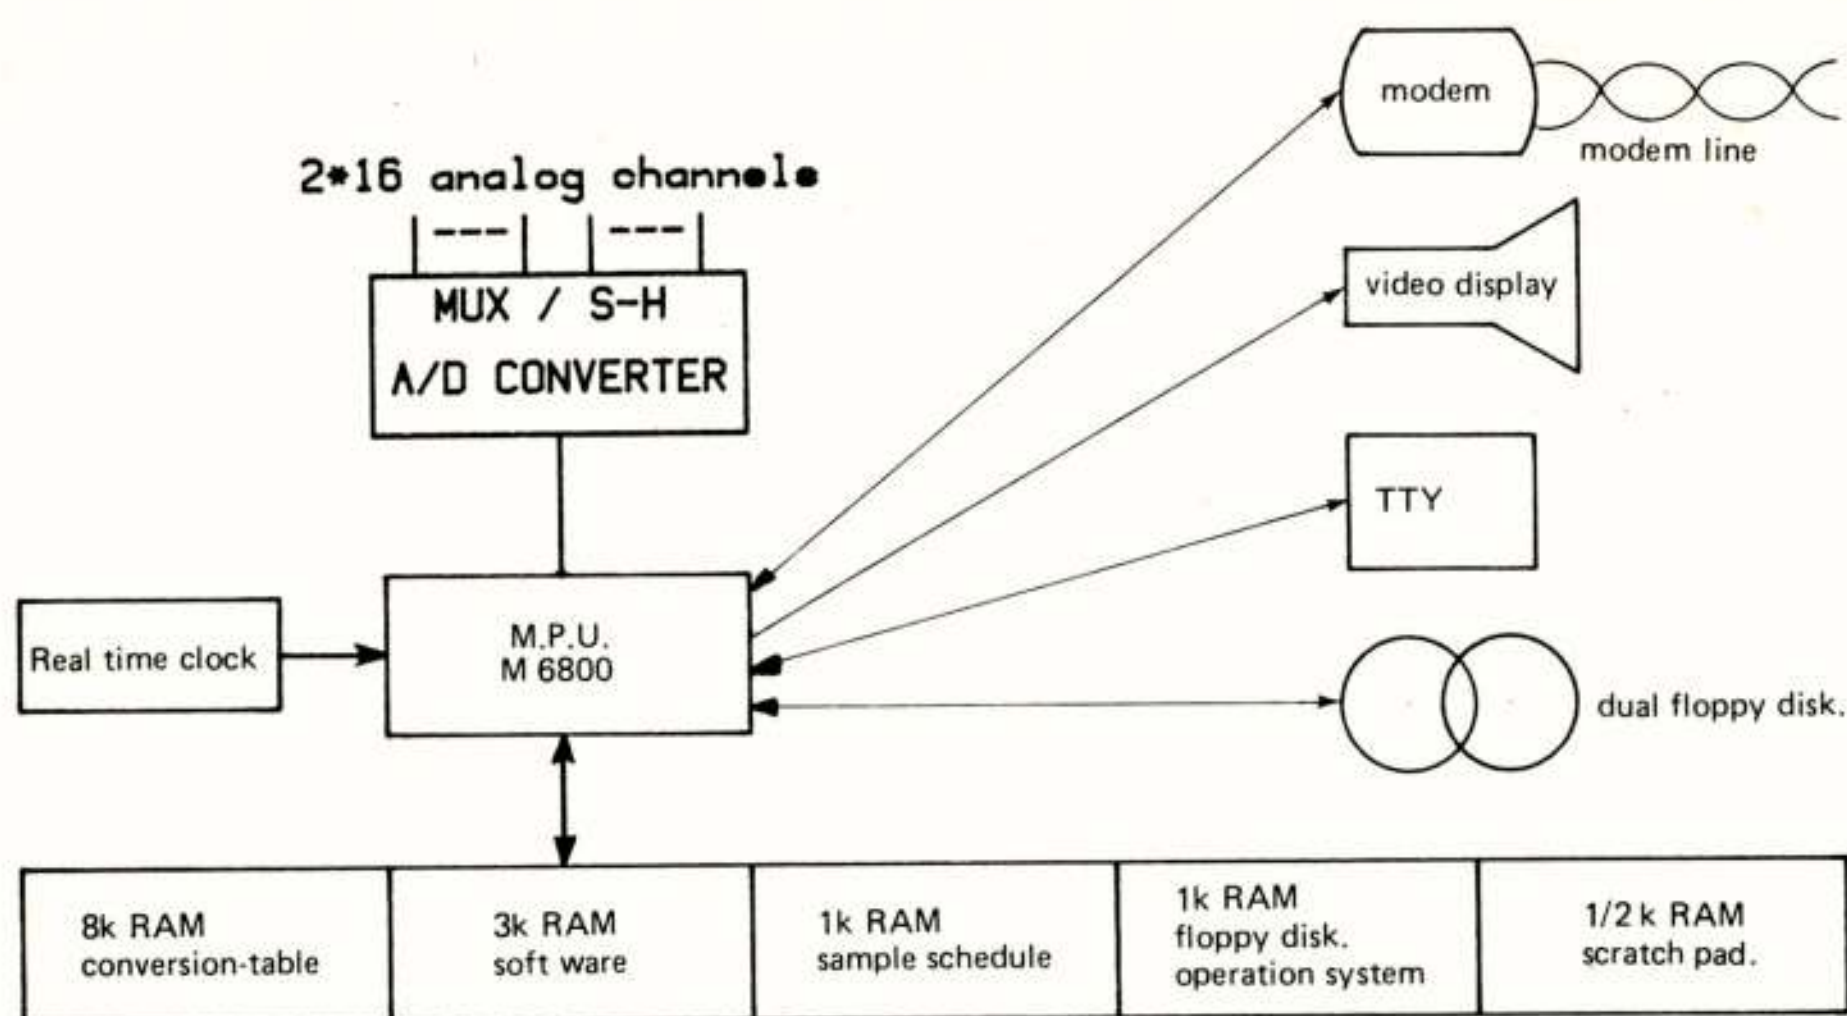 modem
modem line
2*16 analog channels
MUX / S-H
A/D CONVERTER
video display
TTY
Real time clock
M.P.U.
M 6800
dual floppy disk.
8k RAM
conversion-table
3k RAM
soft ware
1k RAM
sample schedule
1k RAM
floppy disk.
operation system
1/2 k RAM
scratch pad.